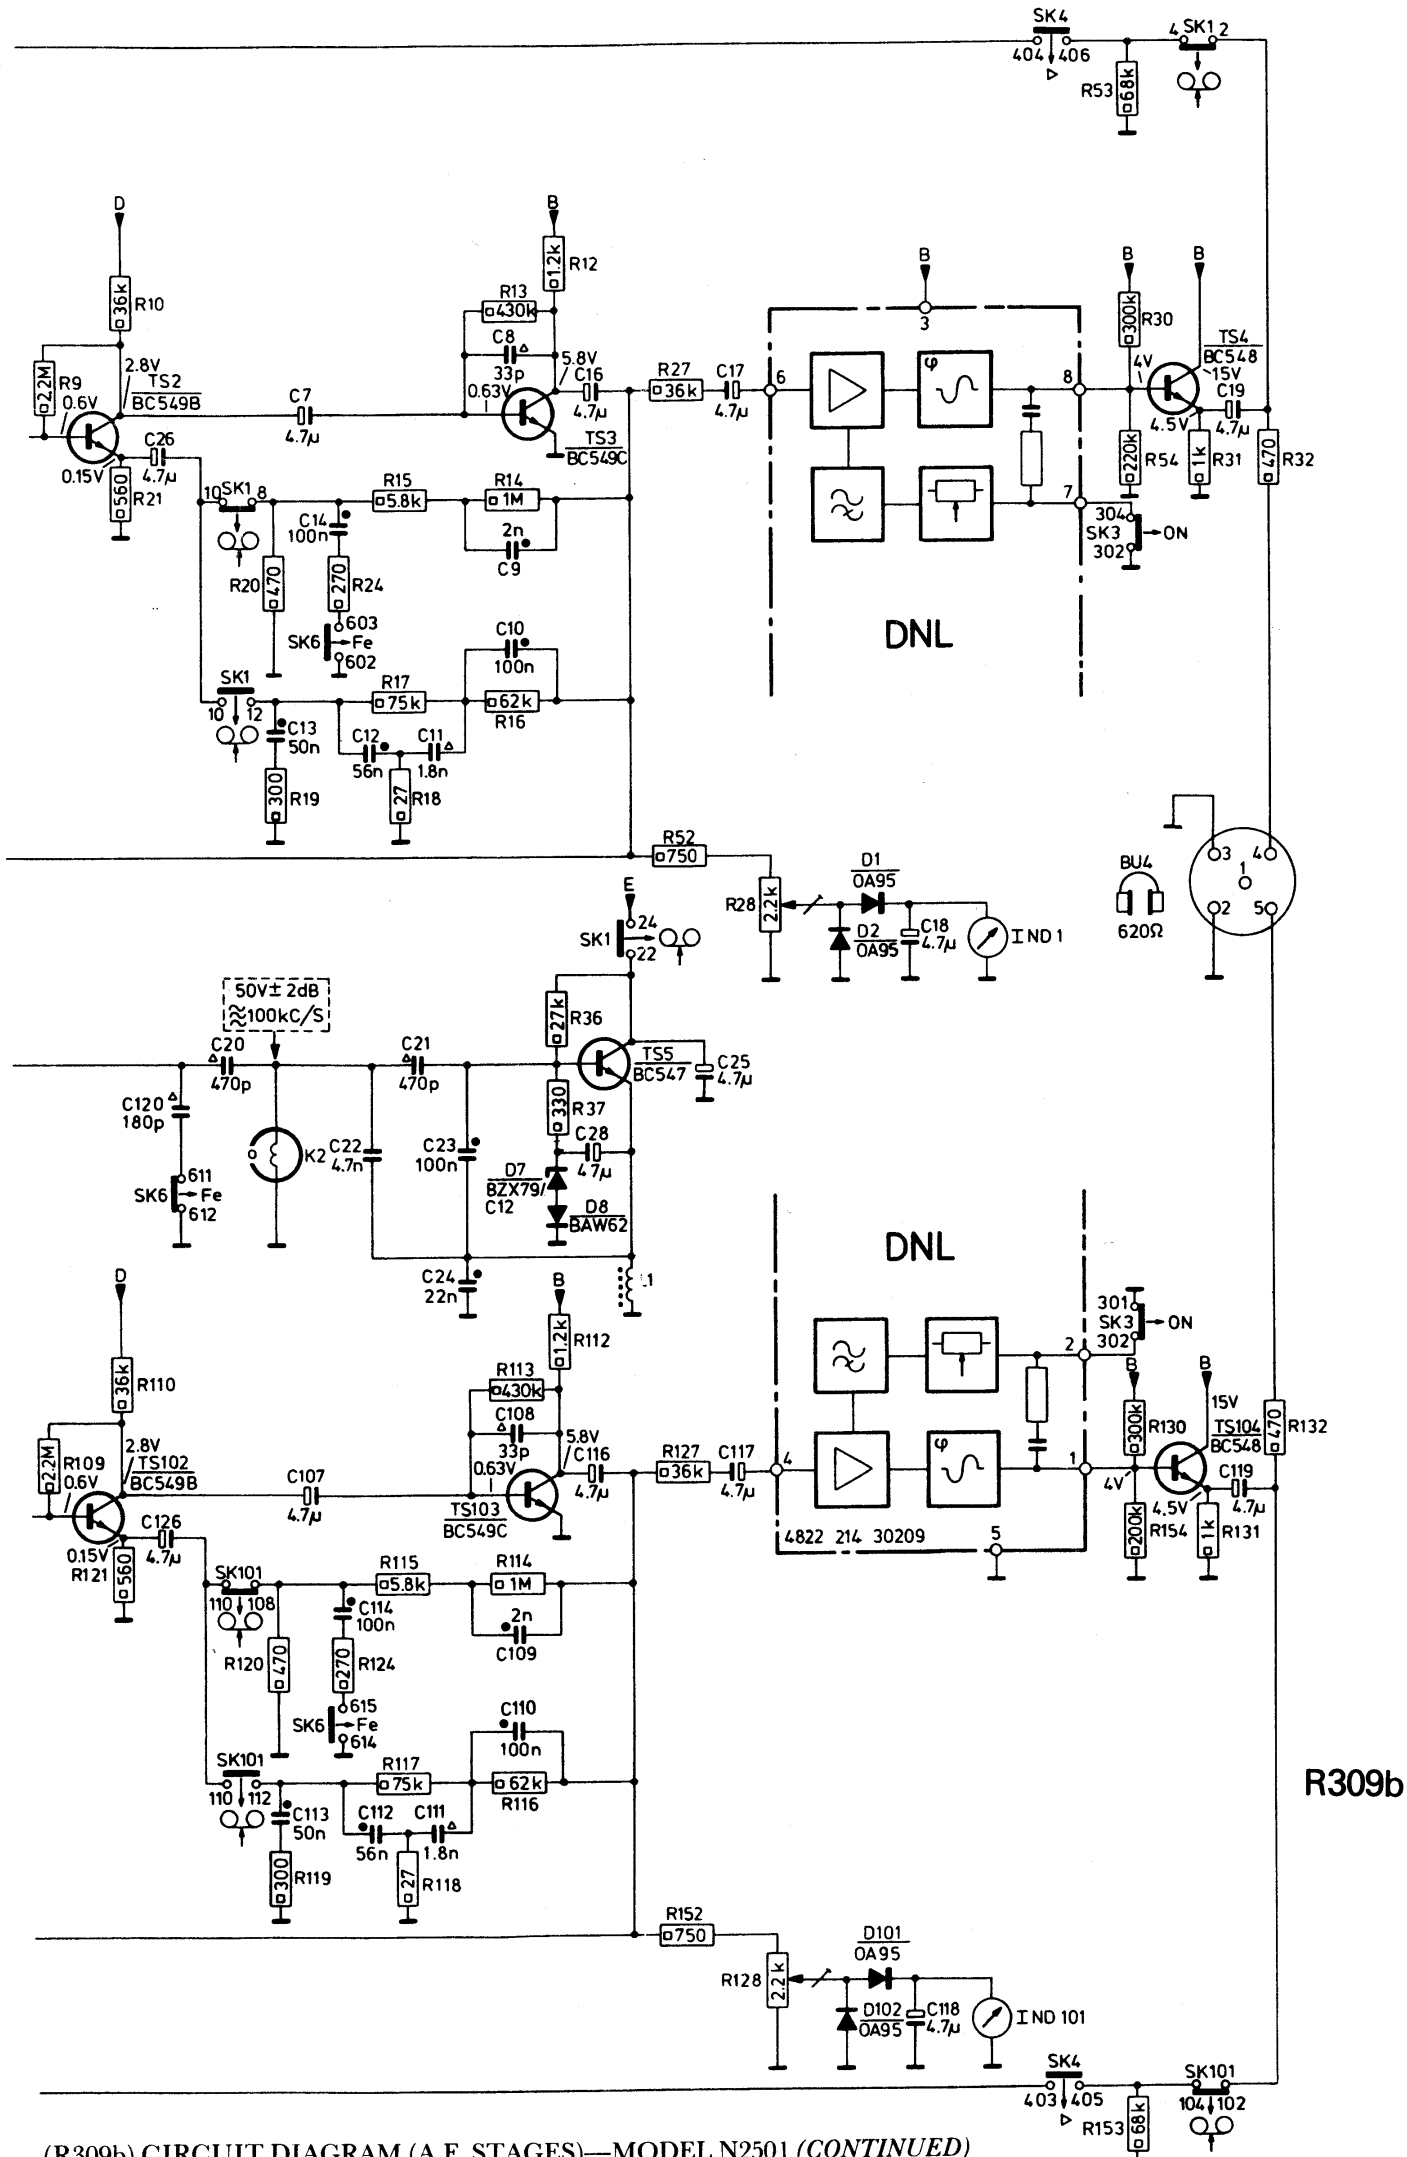 SK4
404 406
4 SK1 2
R53
68k
D
B
1.2k
R12
36k
R10
R13
430k
B
B
B
3
300k
R30
C8
33p
2.8V
TS2
BC549B
5.8V
C16
4.7µ
R27
36k
C17
4.7µ
6
φ
8
4V
TS4
BC548
15V
C19
4.7µ
2.2M
R9
0.6V
C7
4.7µ
0.63V
TS3
BC549C
4.5V
C26
4.7µ
0.15V
560
R21
220k
R54
1k
R31
470
R32
10 SK1 8
R15
5.8k
R14
1M
C14
100n
2n
C9
7
304
SK3
302
ON
R20
470
270
R24
603
SK6 Fe
602
C10
100n
DNL
SK1
10 12
R17
75k
62k
R16
C13
50n
C12
56n
C11
1.8n
300
R19
27
R18
R52
750
D1
OA95
R28
2.2k
D2
OA95
C18
4.7µ
IND1
BU4
620Ω
3
4
1
2
5
E
24
SK1
22
50V± 2dB
≈100kC/S
27k
R36
C20
470p
C21
470p
TS5
BC547
C25
4.7µ
C120
180p
330
R37
K2
C22
4.7n
C23
100n
C28
4.7µ
D7
BZX79/
C12
D8
BAW62
611
SK6 Fe
612
C24
22n
DNL
D
B
1.2k
R112
301
SK3
302
ON
36k
R110
R113
430k
2
B
B
C108
33p
300k
R130
15V
TS104
BC548
470
R132
2.2M
R109
0.6V
2.8V
TS102
BC549B
5.8V
C116
4.7µ
R127
36k
C117
4.7µ
4
φ
1
4V
C107
4.7µ
0.63V
TS103
BC549C
4.5V
C119
4.7µ
C126
4.7µ
0.15V
R121
560
4822 214 30209
5
200k
R154
1k
R131
SK101
110 108
R115
5.8k
R114
1M
C114
100n
2n
C109
R120
470
270
R124
615
SK6 Fe
614
C110
100n
SK101
110 112
R117
75k
62k
R116
R309b
C113
50n
C112
56n
C111
1.8n
300
R119
27
R118
R152
750
D101
OA95
R128
2.2k
D102
OA95
C118
4.7µ
IND 101
SK4
403 405
SK101
104 102
R153
68k
(R309b) CIRCUIT DIAGRAM (A.F. STAGES)—MODEL N2501 (CONTINUED)